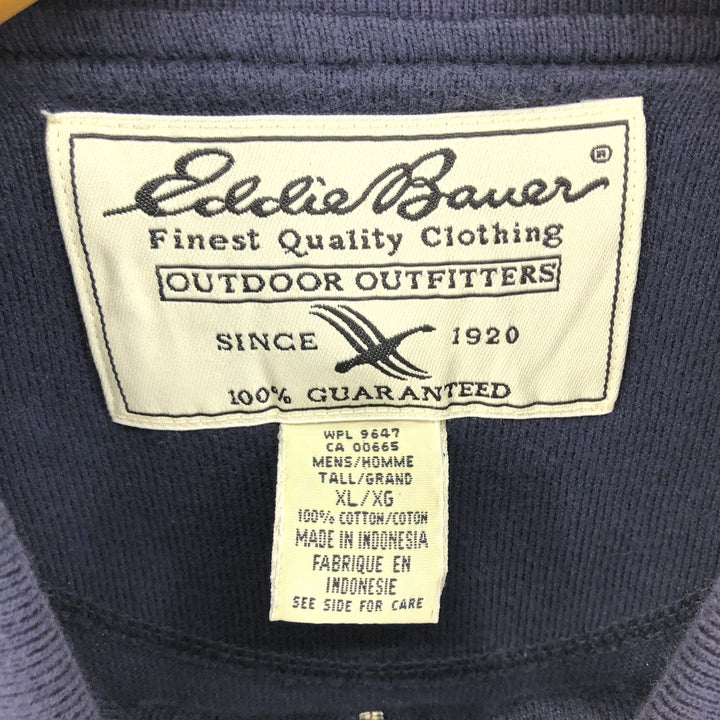 Eddie Bauer®
Finest Quality Clothing
OUTDOOR OUTFITTERS
SINCE 1920
100% GUARANTEED
WPL 9647
CA 00665
MENS/HOMME
TALL/GRAND
XL/XG
100% COTTON/COTON
MADE IN INDONESIA
FABRIQUE EN
INDONESIE
SEE SIDE FOR CARE